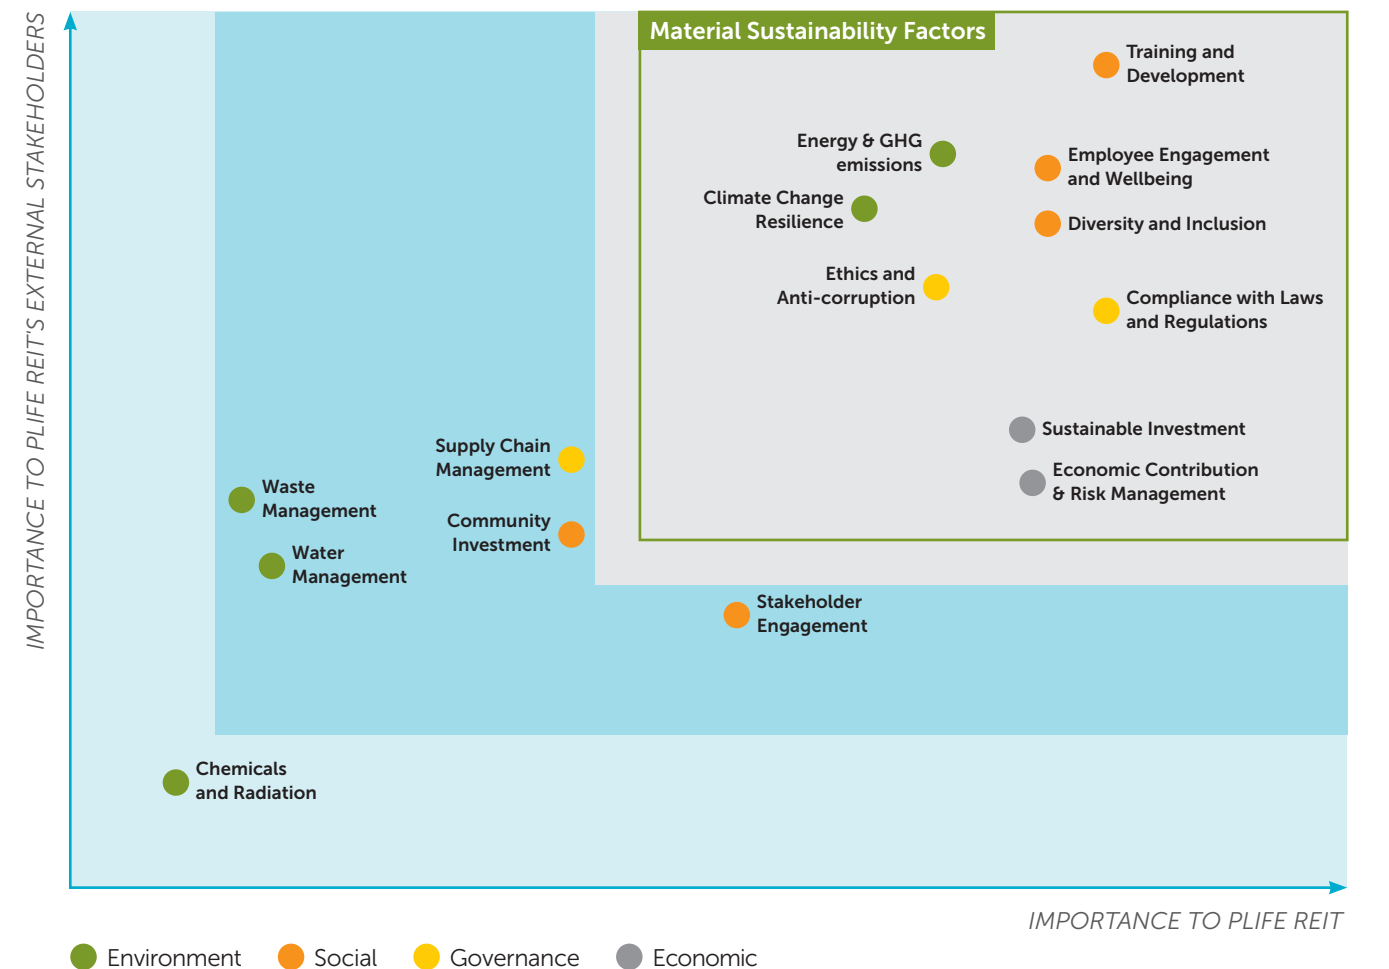 IMPORTANCE TO PLIFE REIT'S EXTERNAL STAKEHOLDERS
Material Sustainability Factors
Training and
Development
Energy & GHG
emissions
Employee Engagement
and Wellbeing
Climate Change
Resilience
Diversity and Inclusion
Ethics and
Anti-corruption
Compliance with Laws
and Regulations
Sustainable Investment
Supply Chain
Management
Economic Contribution
& Risk Management
Waste
Management
Community
Investment
Water
Management
Stakeholder
Engagement
Chemicals
and Radiation
IMPORTANCE TO PLIFE REIT
Environment
Social
Governance
Economic